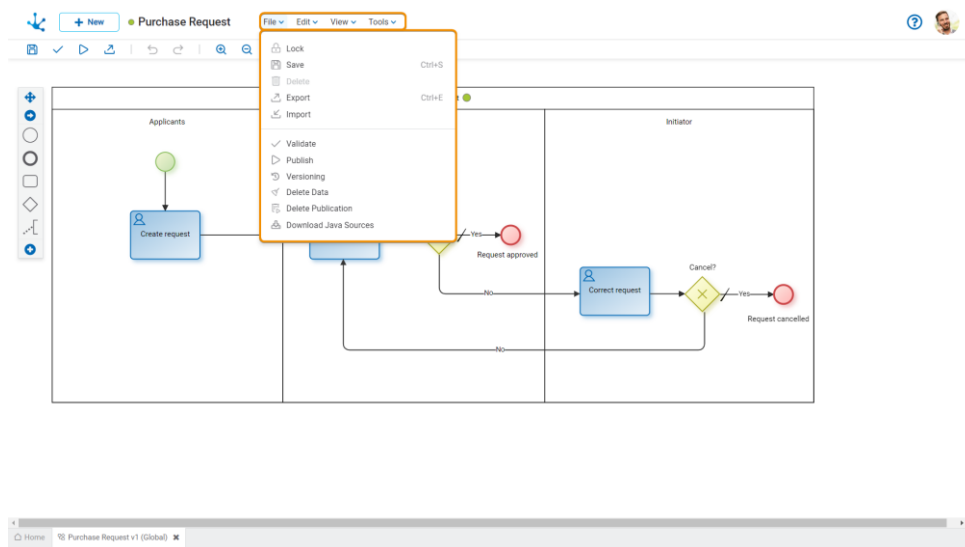 + New
Purchase Request
File Edit View Tools
Lock
Save Ctrl+S
Delete
Export Ctrl+E
Import
Validate
Publish
Versioning
Delete Data
Delete Publication
Download Java Sources
Applicants
Initiator
Create request
Yes
Request approved
No
Correct request
Cancel?
Yes
Request cancelled
No
Home
Purchase Request v1 (Global)